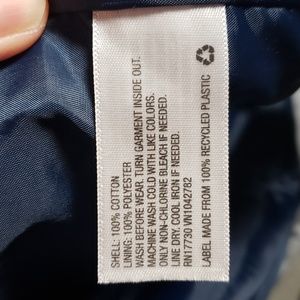 SHELL: 100% COTTON
LINING: 100% POLYESTER
WASH BEFORE WEAR. TURN GARMENT INSIDE OUT.
MACHINE WASH COLD WITH LIKE COLORS.
ONLY NON-CHLORINE BLEACH IF NEEDED.
LINE DRY. COOL IRON IF NEEDED.
RN17730 VN1042782
LABEL MADE FROM 100% RECYCLED PLASTIC